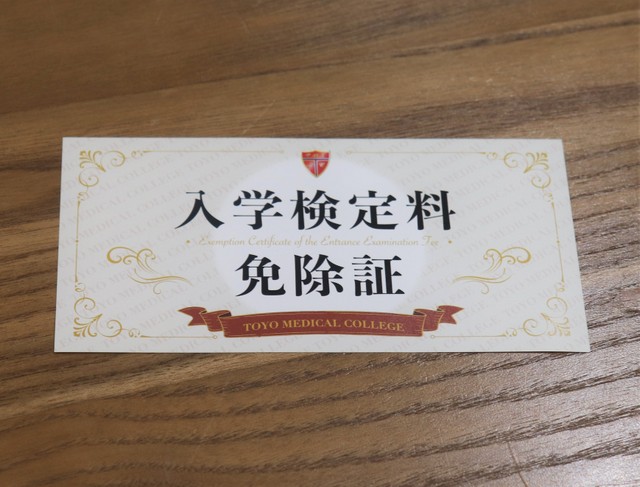 入学検定料
Exemption Certificate of the Entrance Examination Fee
免除証
TOYO MEDICAL COLLEGE